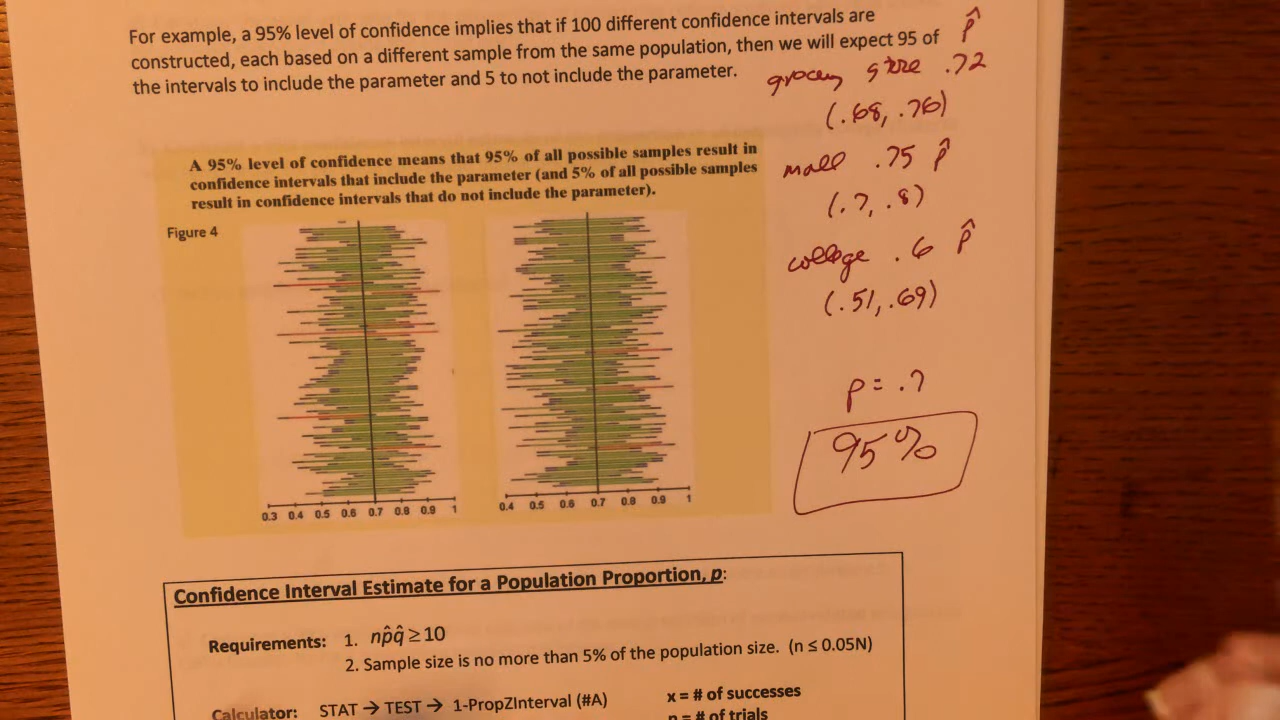 For example, a 95% level of confidence implies that if 100 different confidence intervals are
constructed, each based on a different sample from the same population, then we will expect 95 of
the intervals to include the parameter and 5 to not include the parameter.
p̂
grocery store .72
(.68, .76)
mall .75 p̂
(.7, .8)
college .6 p̂
(.51, .69)
p = .7
95%
A 95% level of confidence means that 95% of all possible samples result in
confidence intervals that include the parameter (and 5% of all possible samples
result in confidence intervals that do not include the parameter).
Figure 4
0.3 0.4 0.5 0.6 0.7 0.8 0.9 1
0.4 0.5 0.6 0.7 0.8 0.9 1
Confidence Interval Estimate for a Population Proportion, p:
Requirements: 1. np̂q̂ ≥ 10
2. Sample size is no more than 5% of the population size. (n ≤ 0.05N)
Calculator: STAT → TEST → 1-PropZInterval (#A)
x = # of successes
n = # of trials